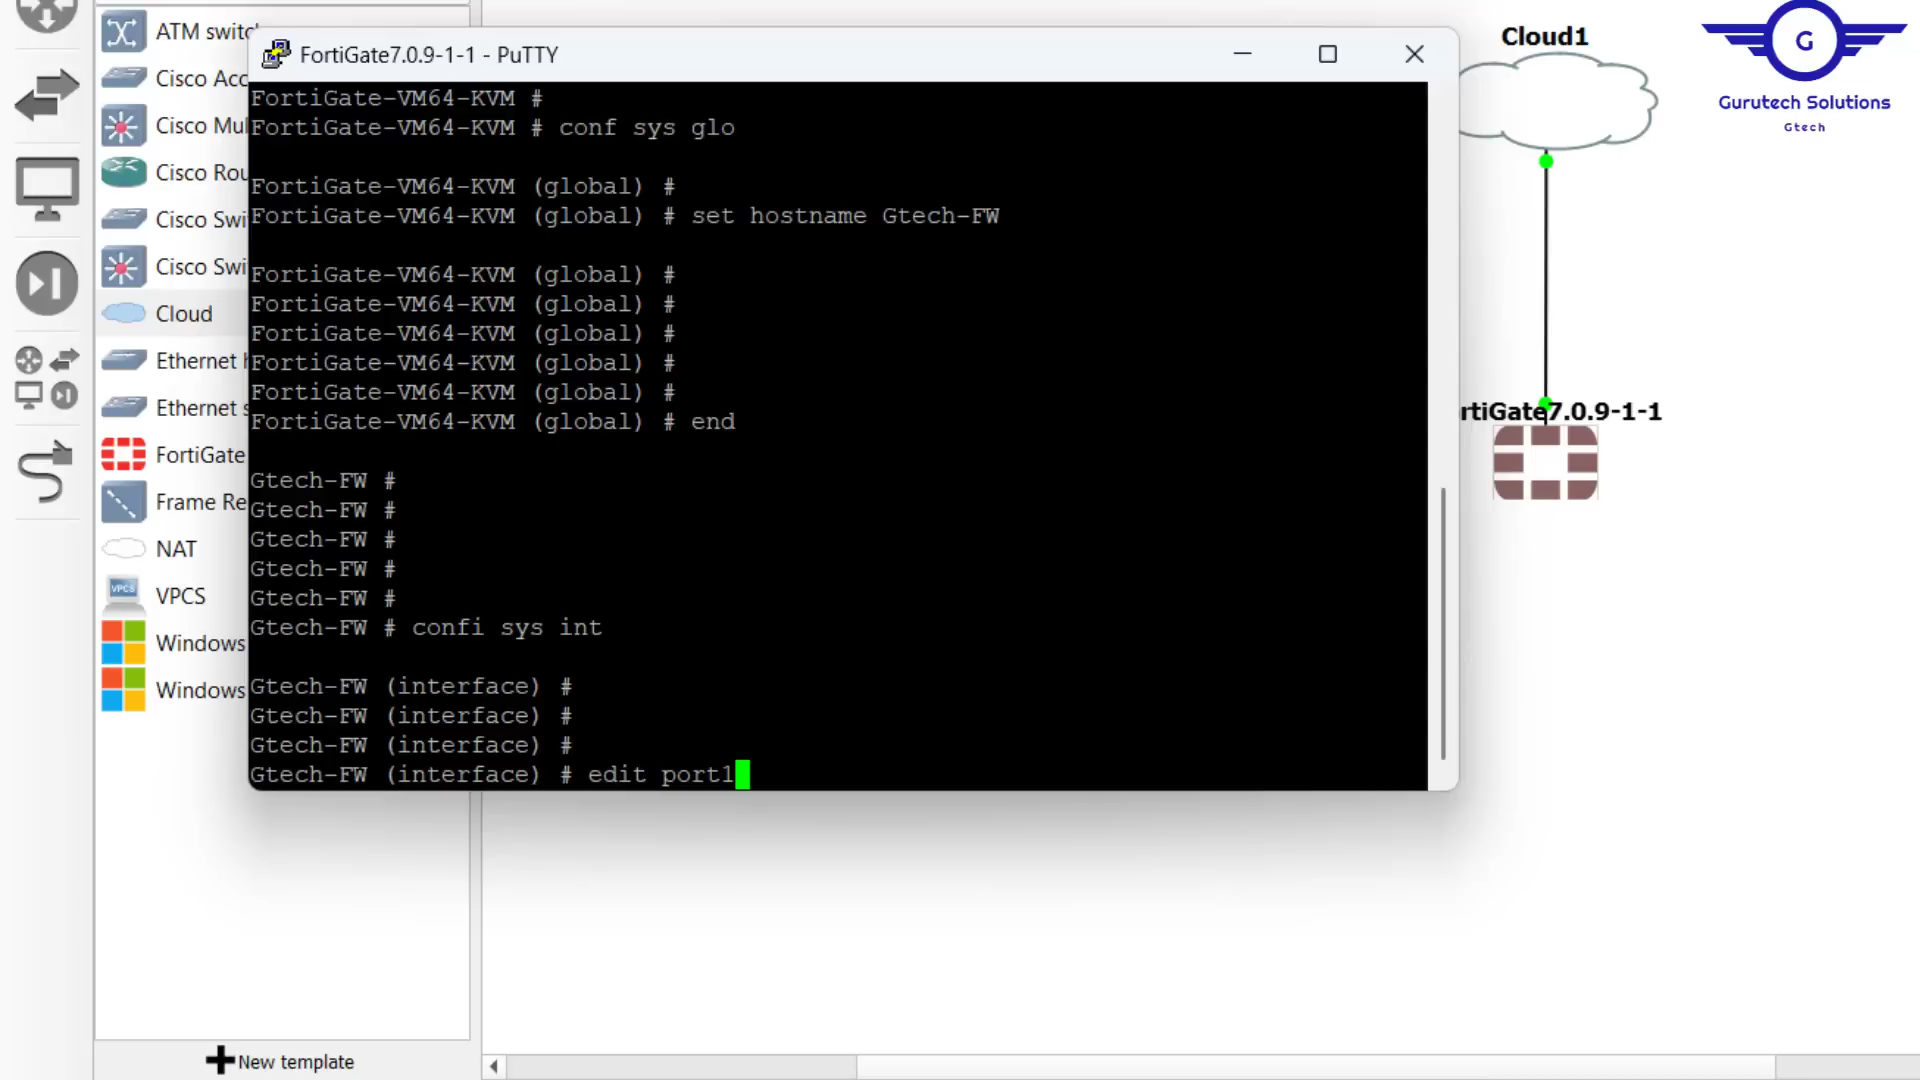 ATM switc
Cisco Acc
Cisco Mul
Cisco Rou
Cisco Swi
Cisco Swi
Cloud
Ethernet h
Ethernet s
FortiGate
Frame Re
NAT
VPCS
VPCS
Windows
Windows
New template
FortiGate7.0.9-1-1 - PuTTY
FortiGate-VM64-KVM #
FortiGate-VM64-KVM # conf sys glo
FortiGate-VM64-KVM (global) #
FortiGate-VM64-KVM (global) # set hostname Gtech-FW
FortiGate-VM64-KVM (global) #
FortiGate-VM64-KVM (global) #
FortiGate-VM64-KVM (global) #
FortiGate-VM64-KVM (global) #
FortiGate-VM64-KVM (global) #
FortiGate-VM64-KVM (global) # end
Gtech-FW #
Gtech-FW #
Gtech-FW #
Gtech-FW #
Gtech-FW #
Gtech-FW # confi sys int
Gtech-FW (interface) #
Gtech-FW (interface) #
Gtech-FW (interface) #
Gtech-FW (interface) # edit port1
Cloud1
rtiGate7.0.9-1-1
G
Gurutech Solutions
Gtech